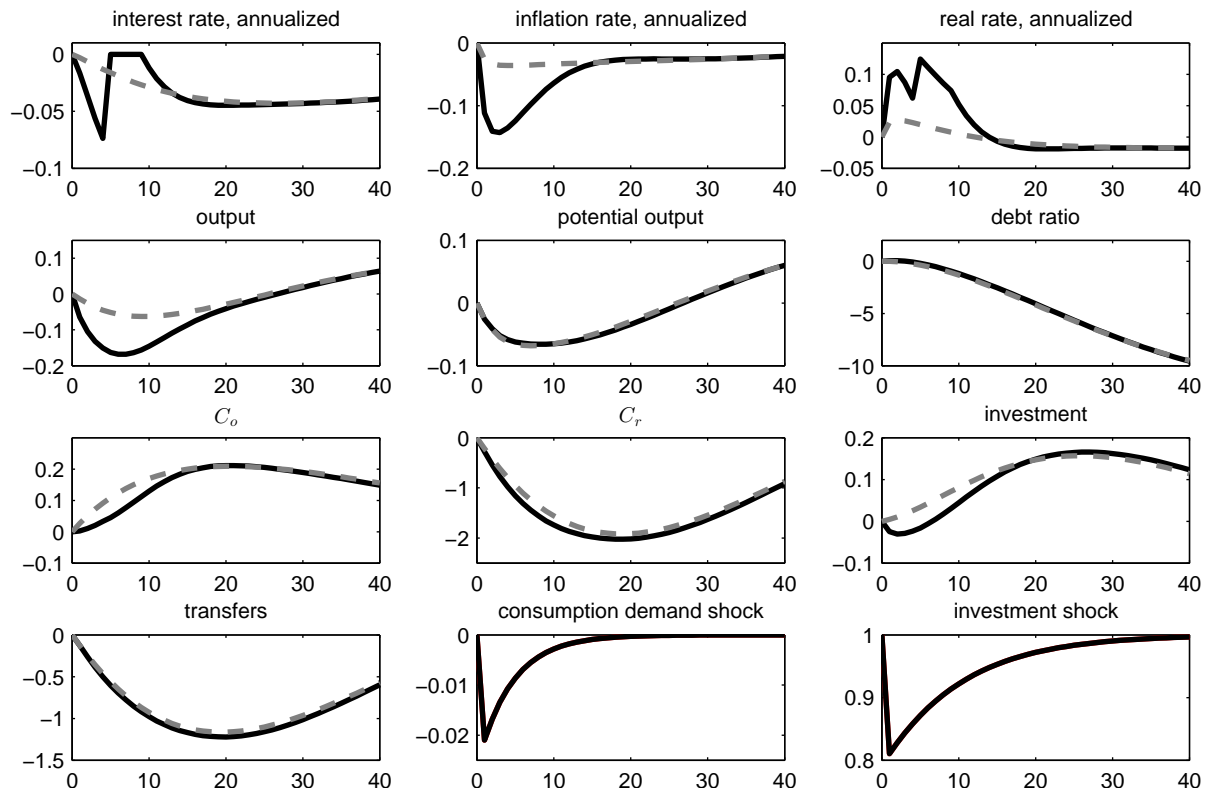 interest rate, annualized inflation rate, annualized real rate, annualized
0 0 0.1
−0.05 −0.1 0.05
0
−0.1 −0.2 −0.05
0 10 20 30 40 0 10 20 30 40 0 10 20 30 40
output potential output debt ratio
0.1 0.1 0
0 0 −5
−0.1
−0.2 −0.1 −10
0 10 20 30 40 0 10 20 30 40 0 10 20 30 40
C_o C_r investment
0.2 0 0.2
0.1 −1 0.1
0 −2 0
−0.1 −0.1
0 10 20 30 40 0 10 20 30 40 0 10 20 30 40
transfers consumption demand shock investment shock
0 0 1
−0.5 −0.01 0.9
−1 −0.02
−1.5 0.8
0 10 20 30 40 0 10 20 30 40 0 10 20 30 40